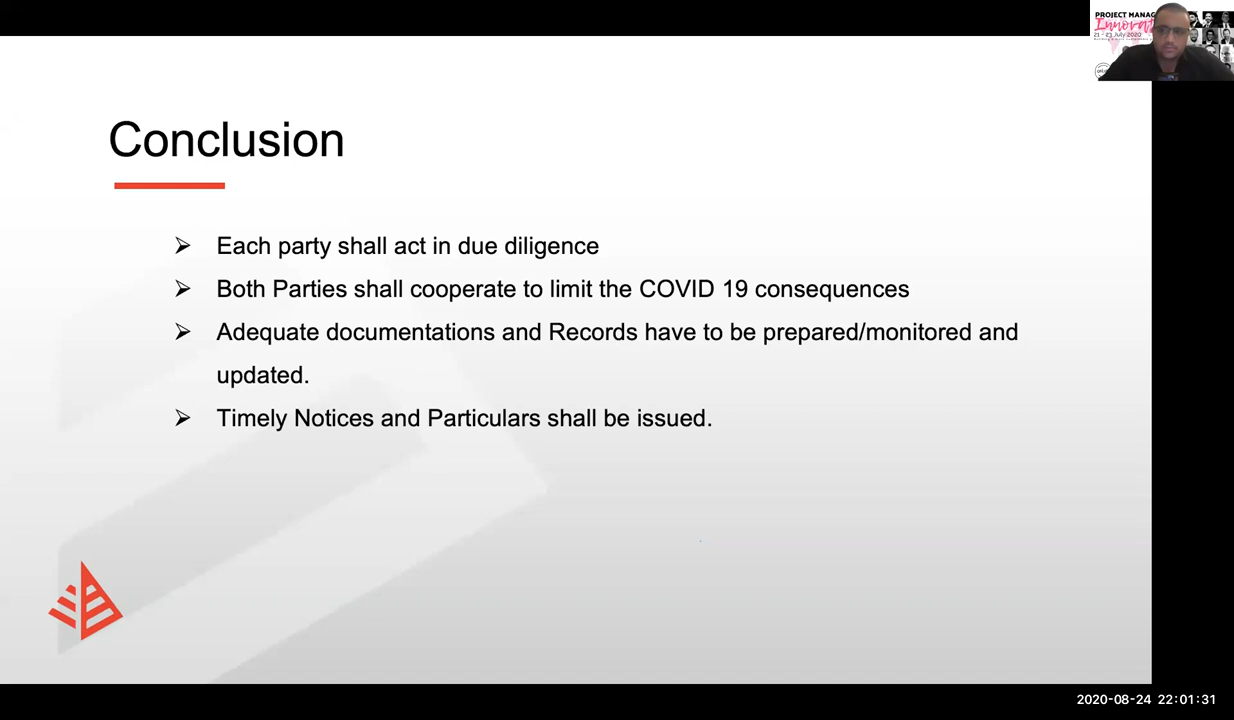 PROJECT MANAG
Innovat
21 - 23 July 2020
Conclusion
➢ Each party shall act in due diligence
➢ Both Parties shall cooperate to limit the COVID 19 consequences
➢ Adequate documentations and Records have to be prepared/monitored and
updated.
➢ Timely Notices and Particulars shall be issued.
2020-08-24 22:01:31